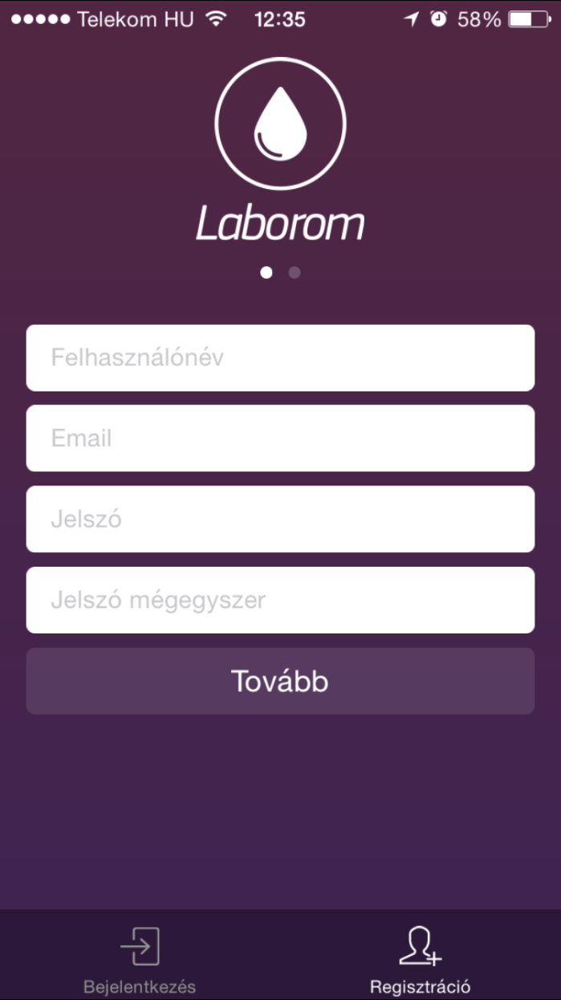 Telekom HU 12:35 58%
Laborom
Felhasználónév
Email
Jelszó
Jelszó mégegyszer
Tovább
Bejelentkezés Regisztráció